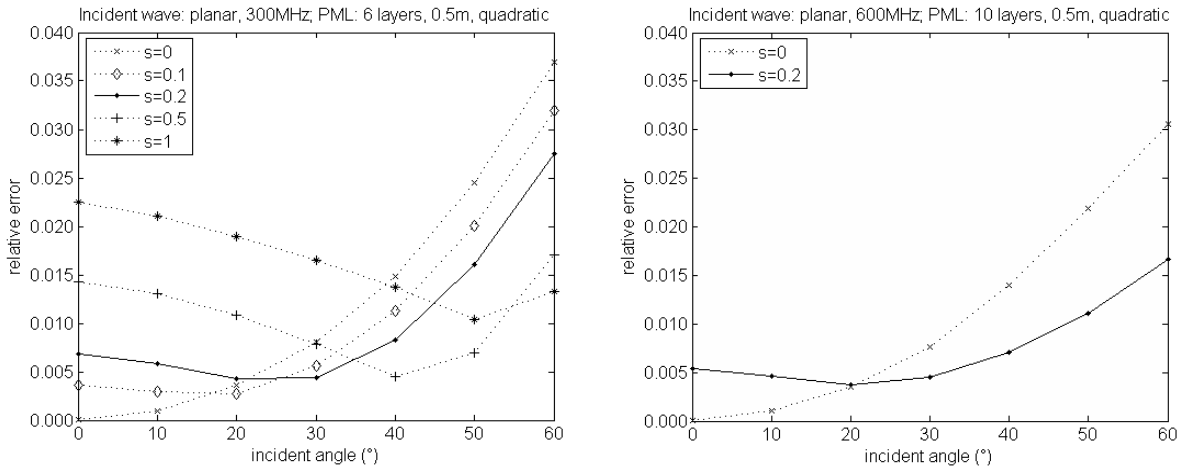 Incident wave: planar, 300MHz; PML: 6 layers, 0.5m, quadratic
0.040
0.035
0.030
0.025
0.020
0.015
0.010
0.005
0.000
relative error
s=0
s=0.1
s=0.2
s=0.5
s=1
0 10 20 30 40 50 60
incident angle (°)
Incident wave: planar, 600MHz; PML: 10 layers, 0.5m, quadratic
0.040
0.035
0.030
0.025
0.020
0.015
0.010
0.005
0.000
relative error
s=0
s=0.2
0 10 20 30 40 50 60
incident angle (°)